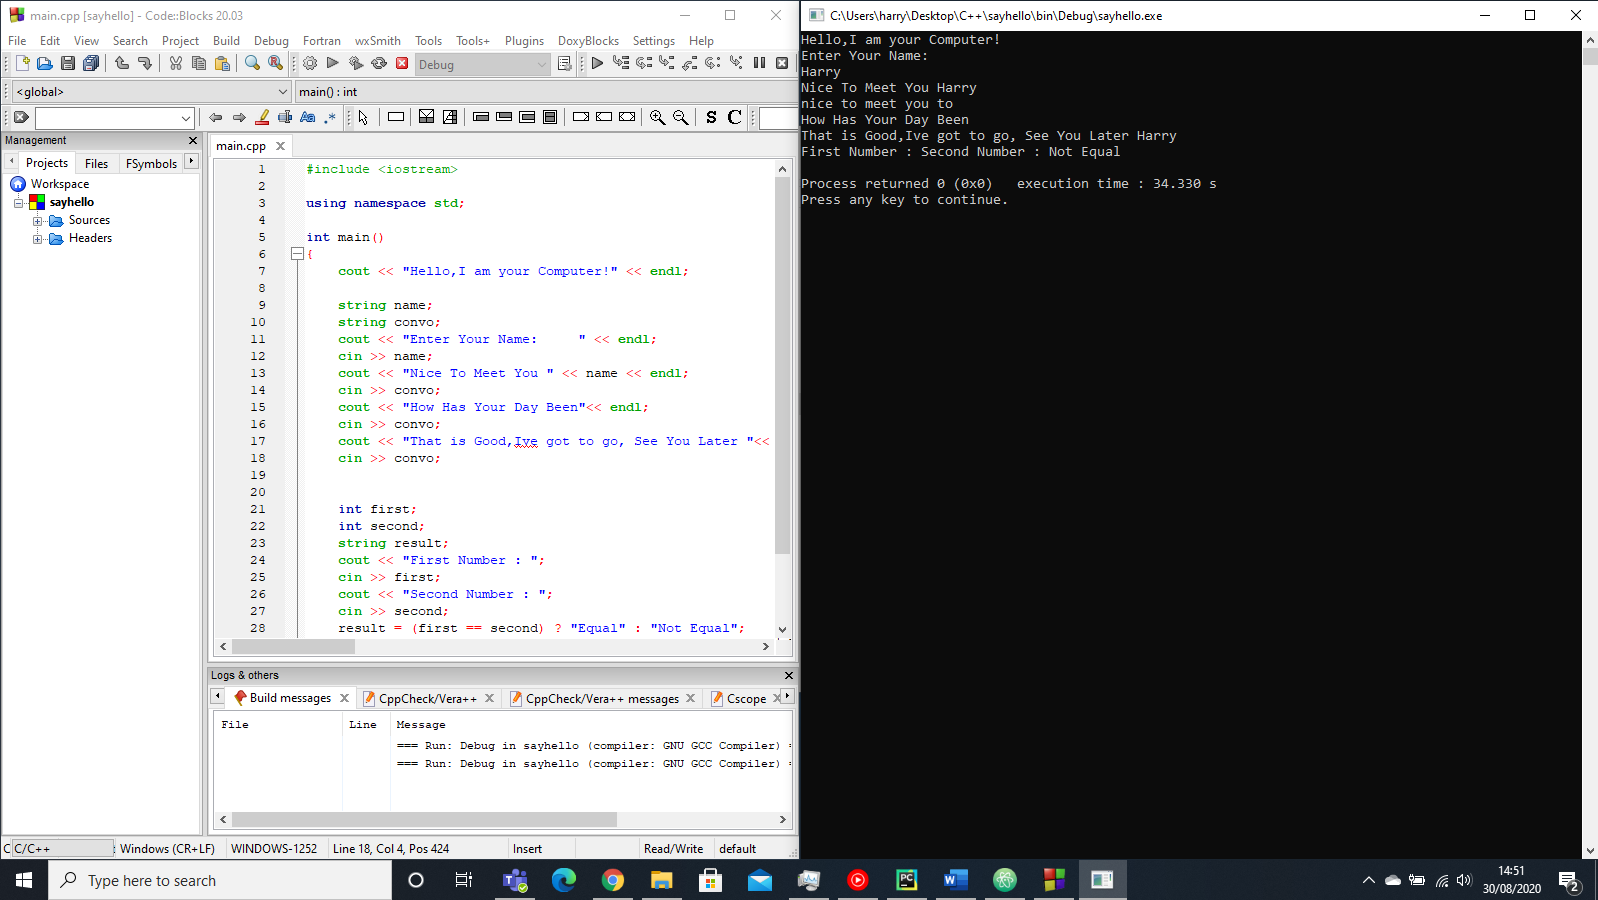 main.cpp [sayhello] - Code::Blocks 20.03
File Edit View Search Project Build Debug Fortran wxSmith Tools Tools+ Plugins DoxyBlocks Settings Help
Debug
<global>
main() : int
S C
Management
Projects Files FSymbols
Workspace
sayhello
Sources
Headers
main.cpp
1 #include <iostream>
2
3 using namespace std;
4
5 int main()
6 {
7 cout << "Hello,I am your Computer!" << endl;
8
9 string name;
10 string convo;
11 cout << "Enter Your Name:     " << endl;
12 cin >> name;
13 cout << "Nice To Meet You " << name << endl;
14 cin >> convo;
15 cout << "How Has Your Day Been"<< endl;
16 cin >> convo;
17 cout << "That is Good,Ive got to go, See You Later "<<
18 cin >> convo;
19
20
21 int first;
22 int second;
23 string result;
24 cout << "First Number : ";
25 cin >> first;
26 cout << "Second Number : ";
27 cin >> second;
28 result = (first == second) ? "Equal" : "Not Equal";
Logs & others
Build messages CppCheck/Vera++ CppCheck/Vera++ messages Cscope
File Line Message
=== Run: Debug in sayhello (compiler: GNU GCC Compiler) =
=== Run: Debug in sayhello (compiler: GNU GCC Compiler) =
C C/C++ Windows (CR+LF) WINDOWS-1252 Line 18, Col 4, Pos 424 Insert Read/Write default
C:\Users\harry\Desktop\C++\sayhello\bin\Debug\sayhello.exe
Hello,I am your Computer!
Enter Your Name:
Harry
Nice To Meet You Harry
nice to meet you to
How Has Your Day Been
That is Good,Ive got to go, See You Later Harry
First Number : Second Number : Not Equal
Process returned 0 (0x0)   execution time : 34.330 s
Press any key to continue.
Type here to search
14:51
30/08/2020
2